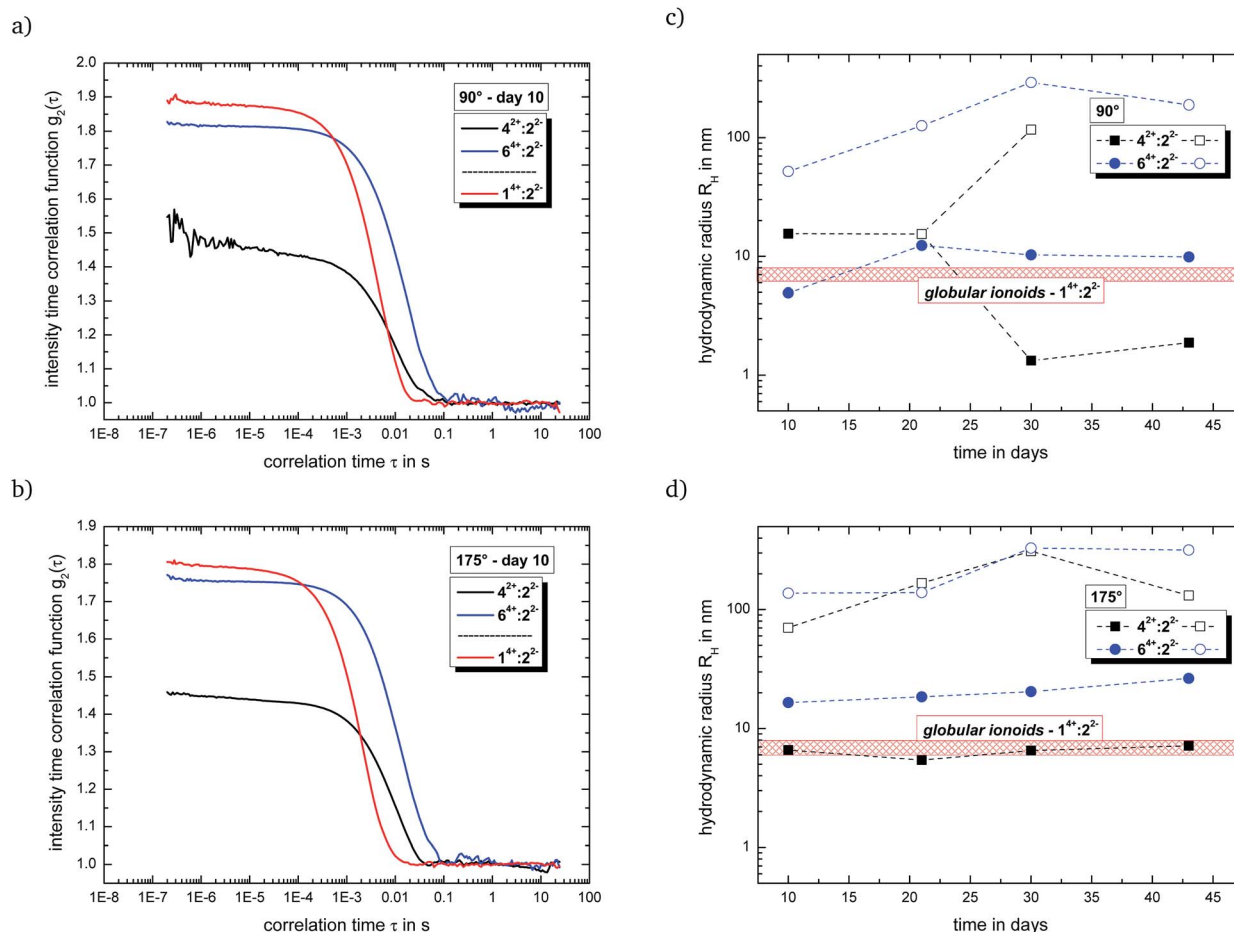 a)
2.0
1.9
1.8
1.7
1.6
1.5
1.4
1.3
1.2
1.1
1.0
intensity time correlation function g₂(τ)
90° - day 10
4²⁺:2²⁻
6⁴⁺:2²⁻
1⁴⁺:2²⁻
1E-8 1E-7 1E-6 1E-5 1E-4 1E-3 0.01 0.1 1 10 100
correlation time τ in s
b)
1.9
1.8
1.7
1.6
1.5
1.4
1.3
1.2
1.1
1.0
intensity time correlation function g₂(τ)
175° - day 10
4²⁺:2²⁻
6⁴⁺:2²⁻
1⁴⁺:2²⁻
1E-8 1E-7 1E-6 1E-5 1E-4 1E-3 0.01 0.1 1 10 100
correlation time τ in s
c)
100
10
1
hydrodynamic radius R_H in nm
90°
4²⁺:2²⁻
6⁴⁺:2²⁻
globular ionoids - 1⁴⁺:2²⁻
10 15 20 25 30 35 40 45
time in days
d)
100
10
1
hydrodynamic radius R_H in nm
175°
4²⁺:2²⁻
6⁴⁺:2²⁻
globular ionoids - 1⁴⁺:2²⁻
10 15 20 25 30 35 40 45
time in days